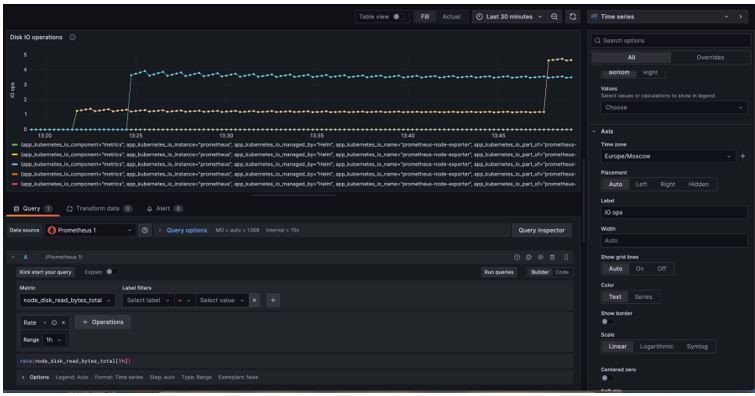 Table view
Fill
Actual
Last 30 minutes
Time series
Disk IO operations
Search options
All
Overrides
Bottom
Right
Values
Select values or calculations to show in legend
Choose
5
4
3
2
1
0
IO ops
13:20
13:25
13:30
13:35
13:40
13:45
{app_kubernetes_io_component="metrics", app_kubernetes_io_instance="prometheus", app_kubernetes_io_managed_by="Helm", app_kubernetes_io_name="prometheus-node-exporter", app_kubernetes_io_part_of="prometheus-
{app_kubernetes_io_component="metrics", app_kubernetes_io_instance="prometheus", app_kubernetes_io_managed_by="Helm", app_kubernetes_io_name="prometheus-node-exporter", app_kubernetes_io_part_of="prometheus-
{app_kubernetes_io_component="metrics", app_kubernetes_io_instance="prometheus", app_kubernetes_io_managed_by="Helm", app_kubernetes_io_name="prometheus-node-exporter", app_kubernetes_io_part_of="prometheus-
{app_kubernetes_io_component="metrics", app_kubernetes_io_instance="prometheus", app_kubernetes_io_managed_by="Helm", app_kubernetes_io_name="prometheus-node-exporter", app_kubernetes_io_part_of="prometheus-
{app_kubernetes_io_component="metrics", app_kubernetes_io_instance="prometheus", app_kubernetes_io_managed_by="Helm", app_kubernetes_io_name="prometheus-node-exporter", app_kubernetes_io_part_of="prometheus-
Axis
Time zone
Europe/Moscow
Placement
Auto
Left
Right
Hidden
Label
IO ops
Width
Auto
Show grid lines
Auto
On
Off
Color
Text
Series
Show border
Scale
Linear
Logarithmic
Symlog
Centered zero
Soft min
Query 1
Transform data 0
Alert 0
Data source
Prometheus 1
Query options
MD = auto = 1368
Interval = 15s
Query inspector
A
(Prometheus 1)
Kick start your query
Explain
Run queries
Builder
Code
Metric
node_disk_read_bytes_total
Label filters
Select label
=
Select value
Rate
+ Operations
Range
1h
rate(node_disk_read_bytes_total[1h])
Options
Legend: Auto
Format: Time series
Step: auto
Type: Range
Exemplars: false